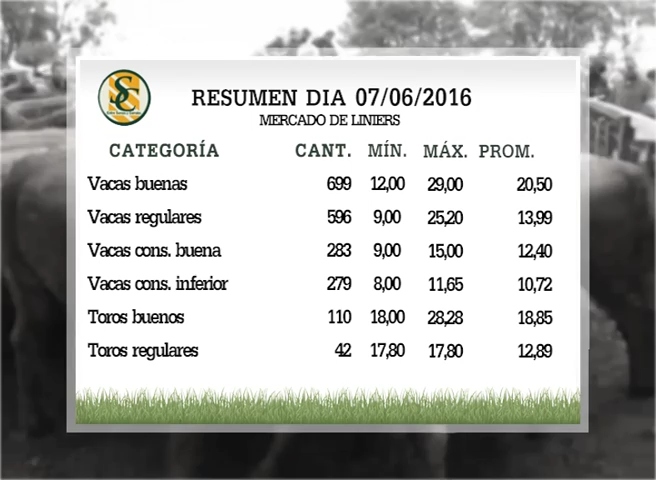 SC
RESUMEN DIA 07/06/2016
MERCADO DE LINIERS
CATEGORÍA CANT. MÍN. MÁX. PROM.
Vacas buenas 699 12,00 29,00 20,50
Vacas regulares 596 9,00 25,20 13,99
Vacas cons. buena 283 9,00 15,00 12,40
Vacas cons. inferior 279 8,00 11,65 10,72
Toros buenos 110 18,00 28,28 18,85
Toros regulares 42 17,80 17,80 12,89